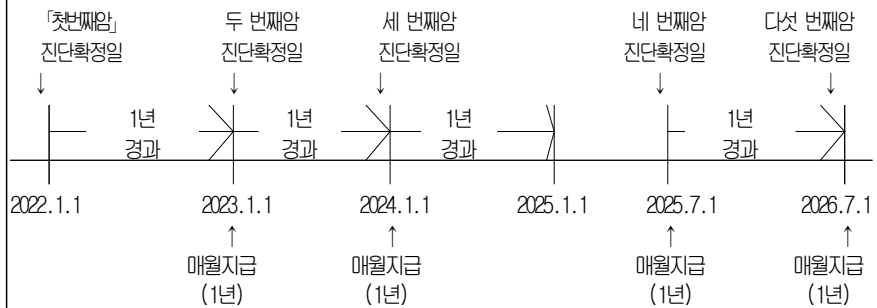 「첫번째암」 두 번째암 세 번째암 네 번째암 다섯 번째암
진단확정일 진단확정일 진단확정일 진단확정일 진단확정일
↓ ↓ ↓ ↓ ↓
1년 1년 1년 1년
경과 경과 경과 경과
2022.1.1 2023.1.1 2024.1.1 2025.1.1 2025.7.1 2026.7.1
↑ ↑ ↑ ↑
매월지급 매월지급 매월지급 매월지급
(1년) (1년) (1년) (1년)